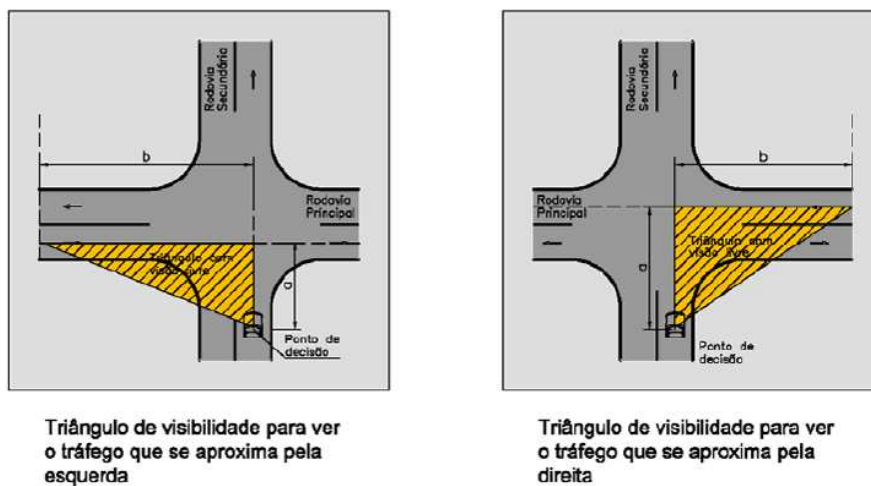 Rodovia
Secundária
b
Rodovia
Principal
Triângulo com
visão livre
a
Ponto de
decisão
Triângulo de visibilidade para ver
o tráfego que se aproxima pela
esquerda
Rodovia
Secundária
b
Rodovia
Principal
Triângulo com
visão livre
a
Ponto de
decisão
Triângulo de visibilidade para ver
o tráfego que se aproxima pela
direita